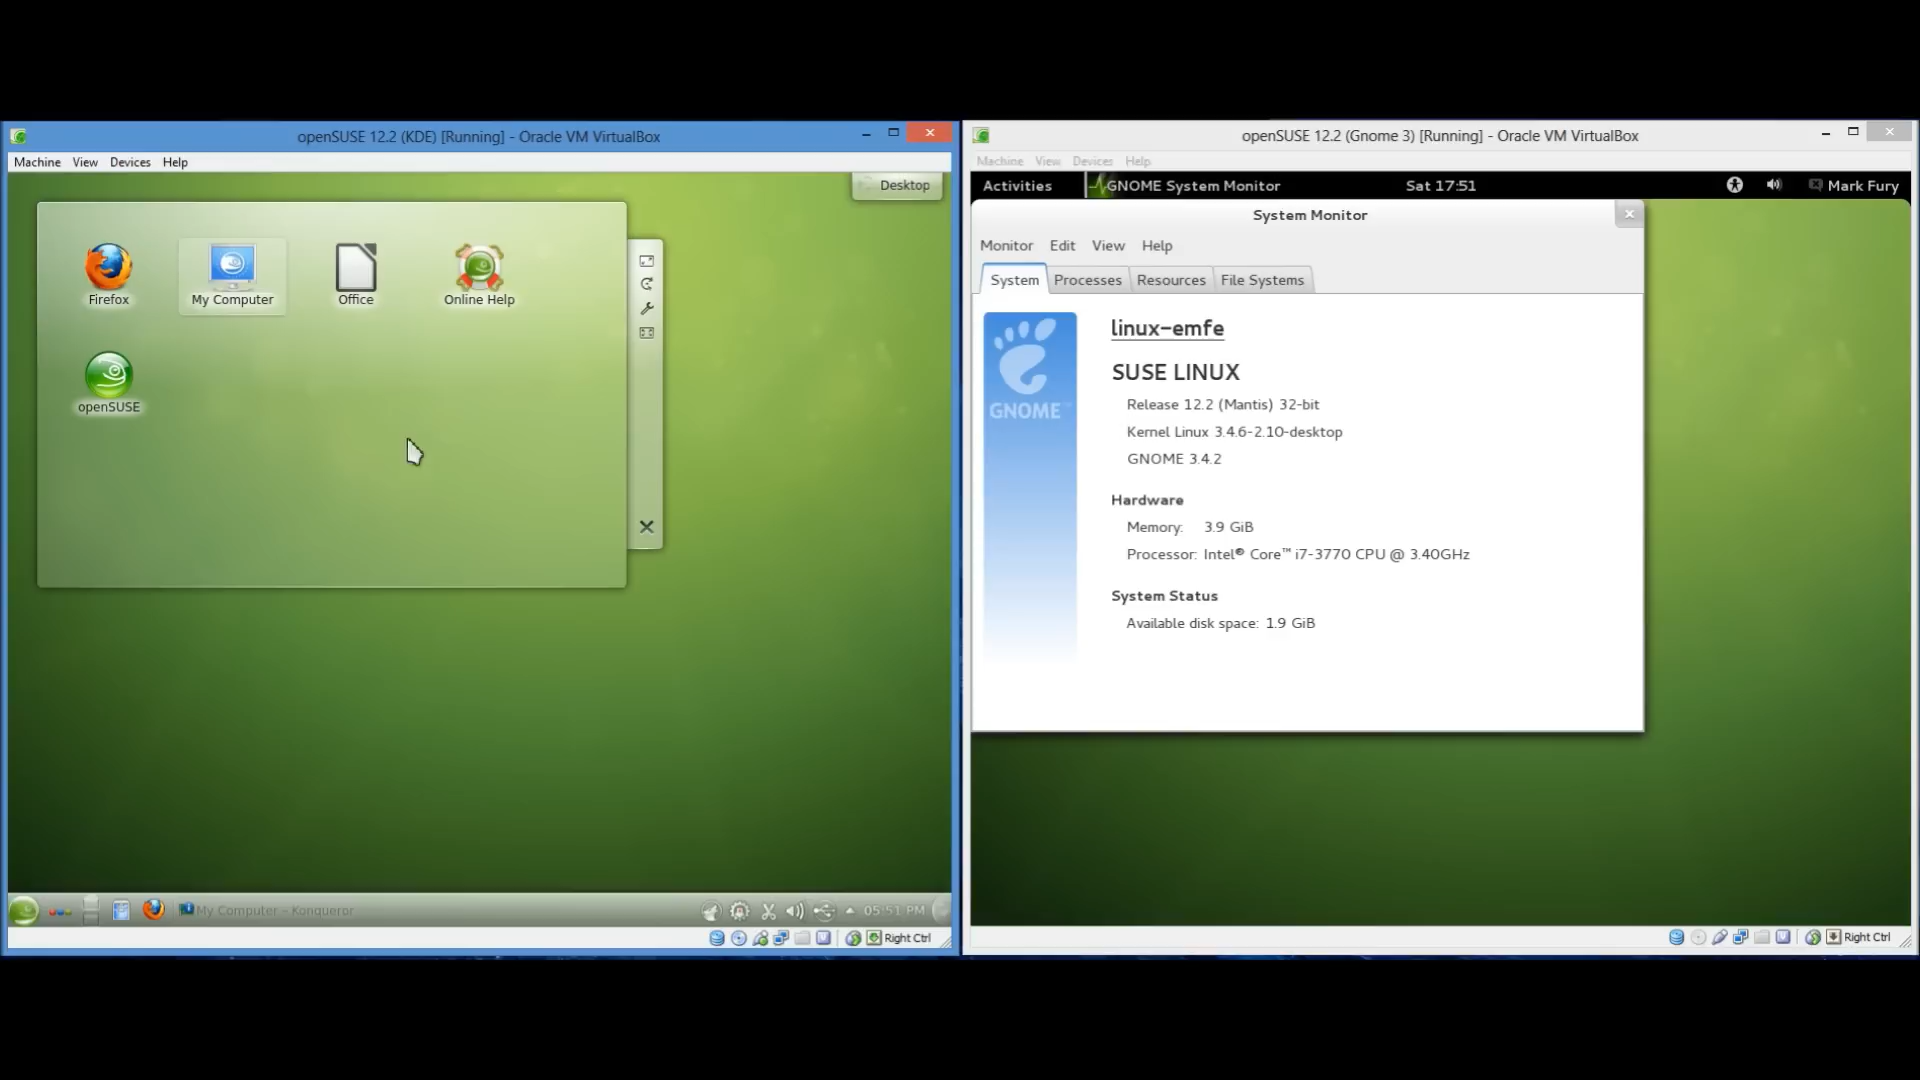 openSUSE 12.2 (KDE) [Running] - Oracle VM VirtualBox
Machine View Devices Help
Desktop
Firefox
My Computer
Office
Online Help
openSUSE
My Computer - Konqueror
05:51 PM
Right Ctrl
openSUSE 12.2 (Gnome 3) [Running] - Oracle VM VirtualBox
Machine View Devices Help
Activities GNOME System Monitor Sat 17:51 Mark Fury
System Monitor
Monitor Edit View Help
System Processes Resources File Systems
GNOME™
linux-emfe
SUSE LINUX
Release 12.2 (Mantis) 32-bit
Kernel Linux 3.4.6-2.10-desktop
GNOME 3.4.2
Hardware
Memory: 3.9 GiB
Processor: Intel® Core™ i7-3770 CPU @ 3.40GHz
System Status
Available disk space: 1.9 GiB
Right Ctrl